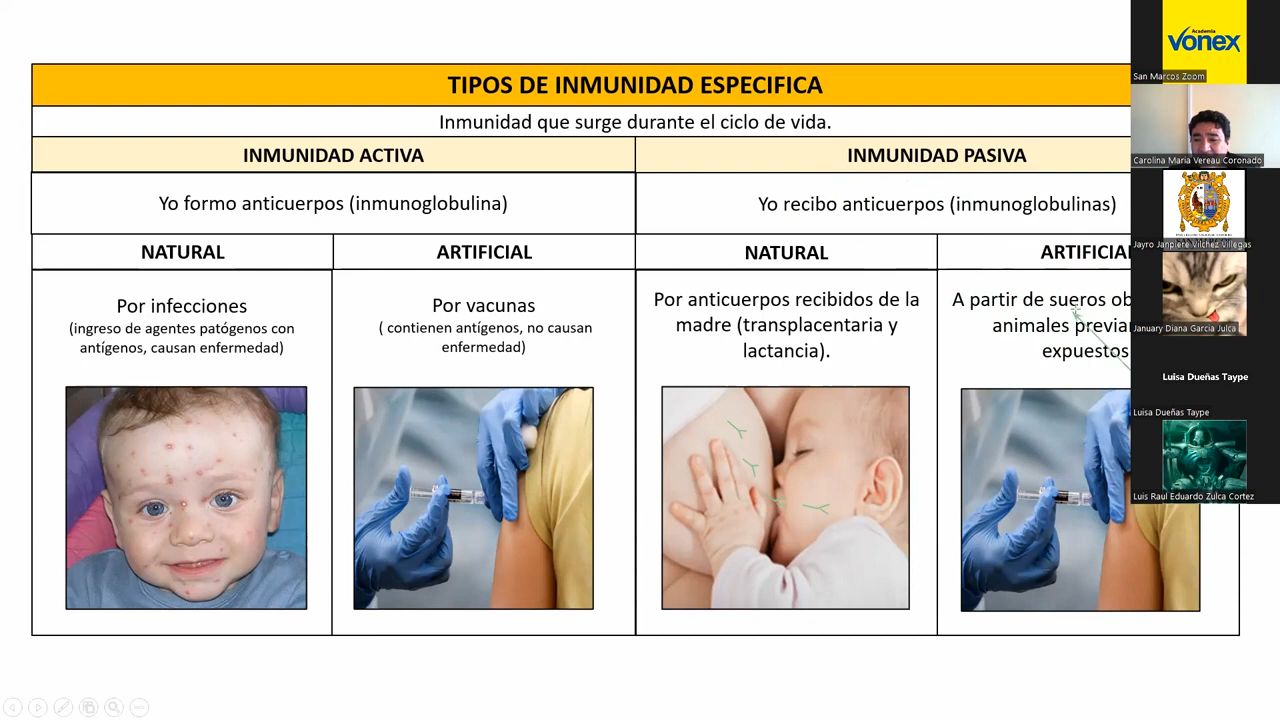 TIPOS DE INMUNIDAD ESPECIFICA
Inmunidad que surge durante el ciclo de vida.
INMUNIDAD ACTIVA
INMUNIDAD PASIVA
Yo formo anticuerpos (inmunoglobulina)
Yo recibo anticuerpos (inmunoglobulinas)
NATURAL
ARTIFICIAL
NATURAL
ARTIFICIAL
Por infecciones
(ingreso de agentes patógenos con
antígenos, causan enfermedad)
Por vacunas
( contienen antígenos, no causan
enfermedad)
Por anticuerpos recibidos de la
madre (transplacentaria y
lactancia).
A partir de sueros ob
animales previa
expuestos
Academia
vonex
San Marcos Zoom
Carolina Maria Vereau Coronado
Jayro Janpiere Vilchez Villegas
January Diana Garcia Julca
Luisa Dueñas Taype
Luisa Dueñas Taype
Luis Raul Eduardo Zulca Cortez